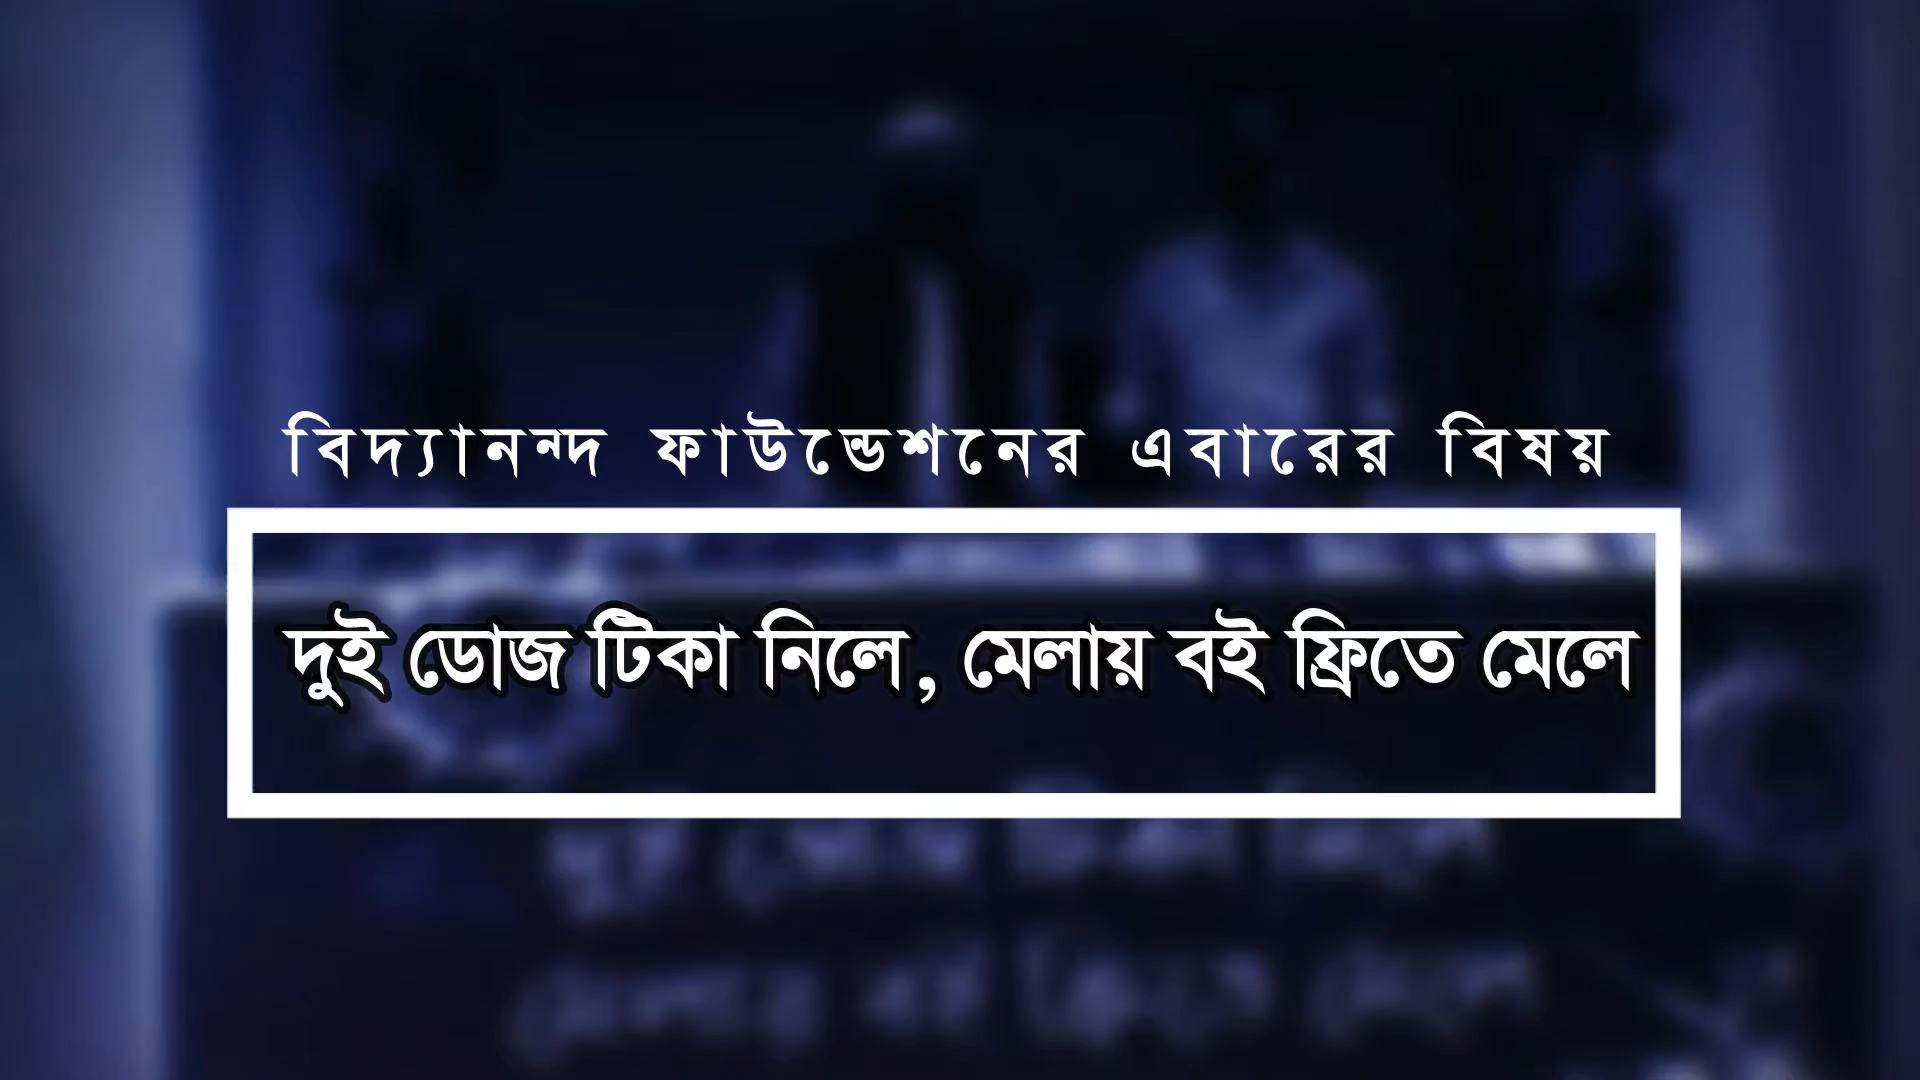 বিদ্যানন্দ ফাউন্ডেশনের এবারের বিষয়
দুই ডোজ টিকা নিলে, মেলায় বই ফ্রিতে মেলে